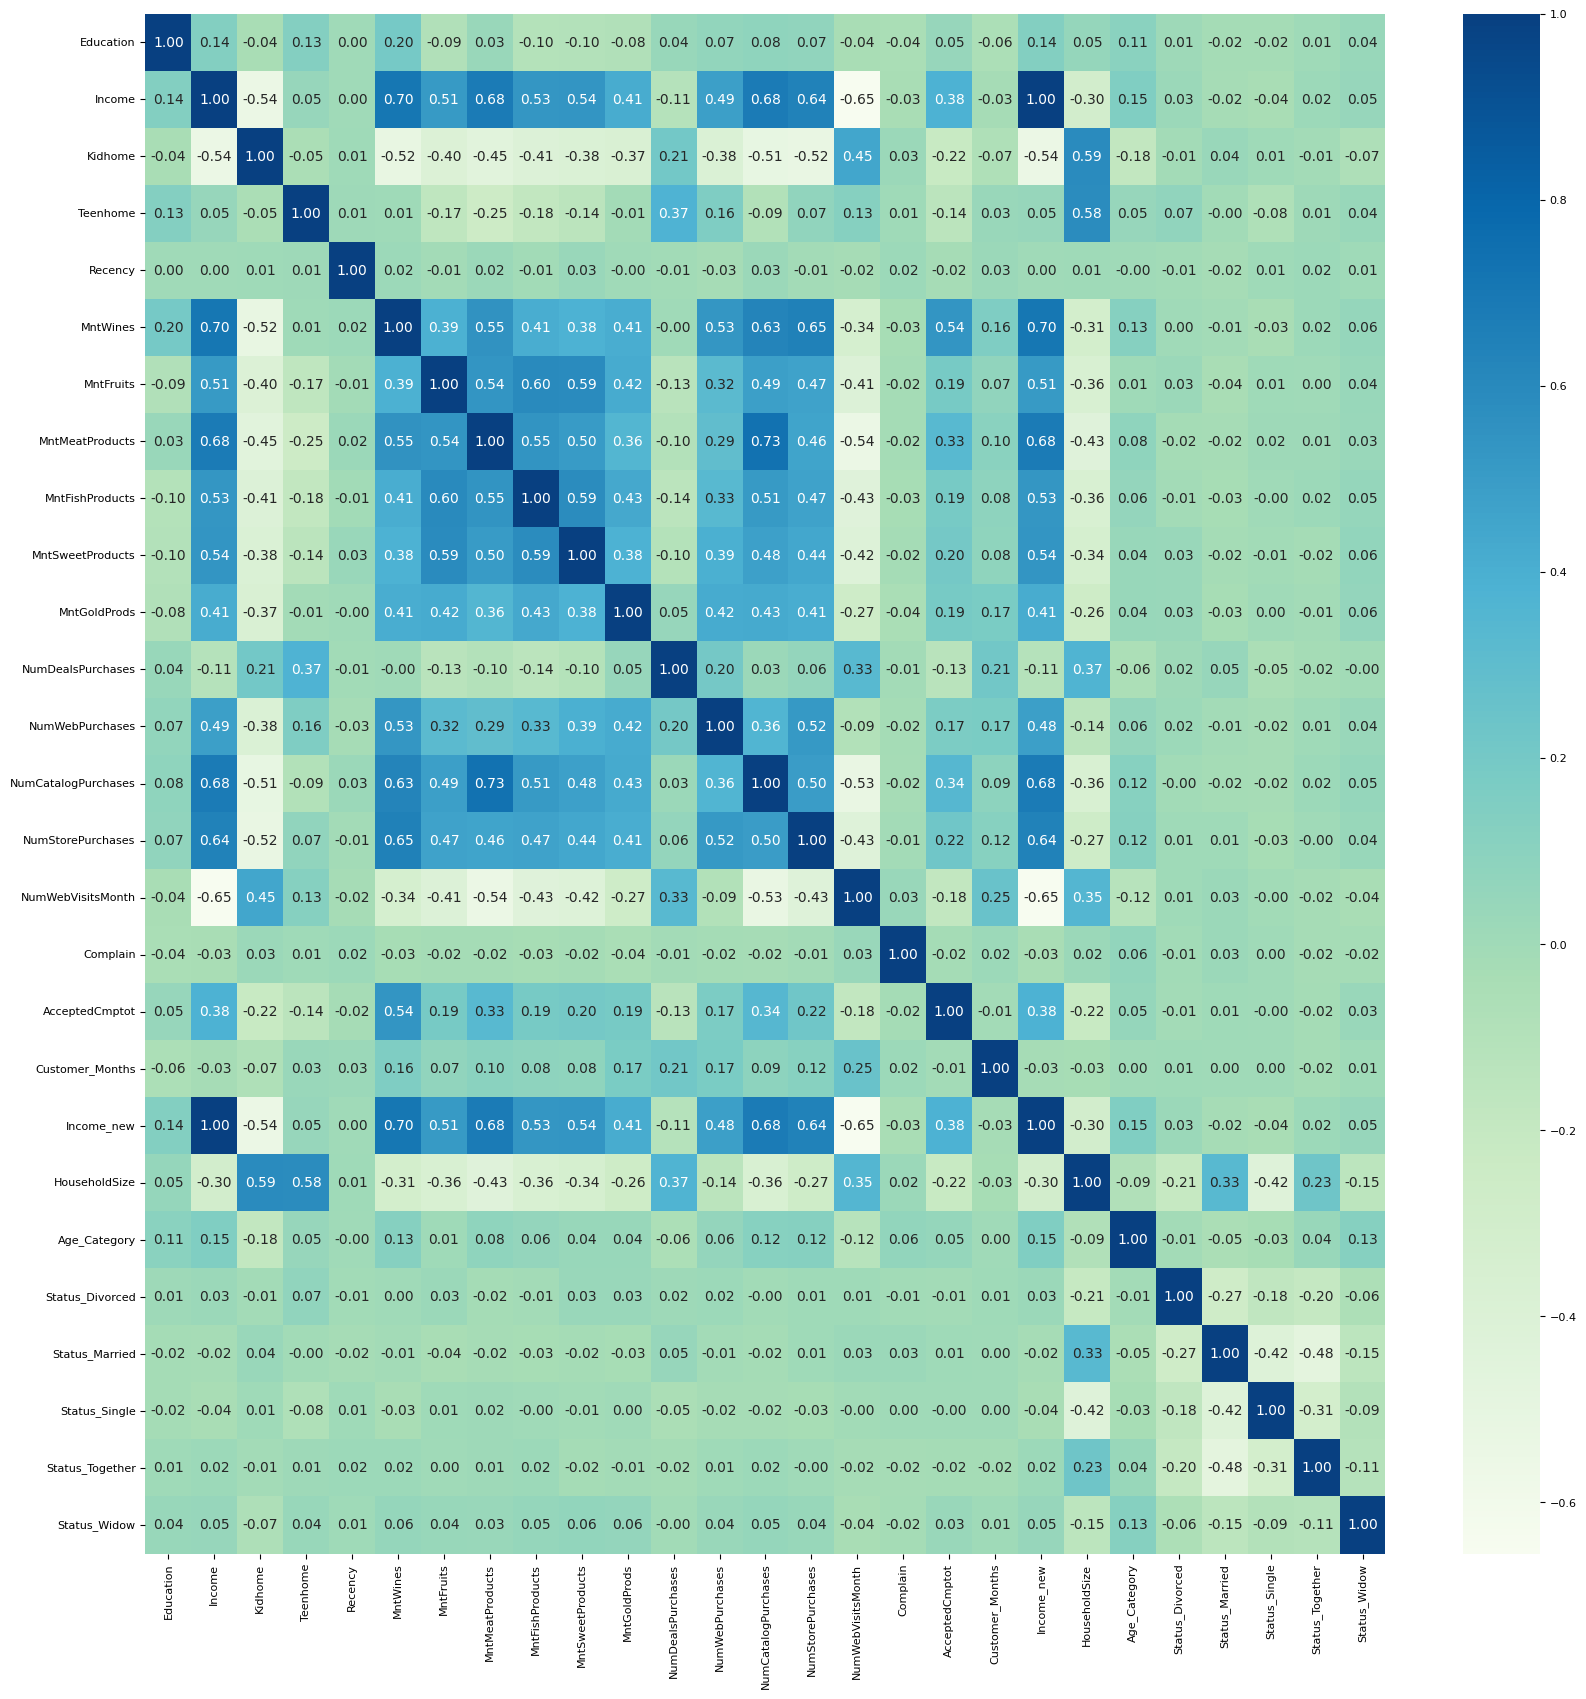 Education 1.00 0.14 -0.04 0.13 0.00 0.20 -0.09 0.03 -0.10 -0.10 -0.08 0.04 0.07 0.08 0.07 -0.04 -0.04 0.05 -0.06 0.14 0.05 0.11 0.01 -0.02 -0.02 0.01 0.04
Income 0.14 1.00 -0.54 0.05 0.00 0.70 0.51 0.68 0.53 0.54 0.41 -0.11 0.49 0.68 0.64 -0.65 -0.03 0.38 -0.03 1.00 -0.30 0.15 0.03 -0.02 -0.04 0.02 0.05
Kidhome -0.04 -0.54 1.00 -0.05 0.01 -0.52 -0.40 -0.45 -0.41 -0.38 -0.37 0.21 -0.38 -0.51 -0.52 0.45 0.03 -0.22 -0.07 -0.54 0.59 -0.18 -0.01 0.04 0.01 -0.01 -0.07
Teenhome 0.13 0.05 -0.05 1.00 0.01 0.01 -0.17 -0.25 -0.18 -0.14 -0.01 0.37 0.16 -0.09 0.07 0.13 0.01 -0.14 0.03 0.05 0.58 0.05 0.07 -0.00 -0.08 0.01 0.04
Recency 0.00 0.00 0.01 0.01 1.00 0.02 -0.01 0.02 -0.01 0.03 -0.00 -0.01 -0.03 0.03 -0.01 -0.02 0.02 -0.02 0.03 0.00 0.01 -0.00 -0.01 -0.02 0.01 0.02 0.01
MntWines 0.20 0.70 -0.52 0.01 0.02 1.00 0.39 0.55 0.41 0.38 0.41 -0.00 0.53 0.63 0.65 -0.34 -0.03 0.54 0.16 0.70 -0.31 0.13 0.00 -0.01 -0.03 0.02 0.06
MntFruits -0.09 0.51 -0.40 -0.17 -0.01 0.39 1.00 0.54 0.60 0.59 0.42 -0.13 0.32 0.49 0.47 -0.41 -0.02 0.19 0.07 0.51 -0.36 0.01 0.03 -0.04 0.01 0.00 0.04
MntMeatProducts 0.03 0.68 -0.45 -0.25 0.02 0.55 0.54 1.00 0.55 0.50 0.36 -0.10 0.29 0.73 0.46 -0.54 -0.02 0.33 0.10 0.68 -0.43 0.08 -0.02 -0.02 0.02 0.01 0.03
MntFishProducts -0.10 0.53 -0.41 -0.18 -0.01 0.41 0.60 0.55 1.00 0.59 0.43 -0.14 0.33 0.51 0.47 -0.43 -0.03 0.19 0.08 0.53 -0.36 0.06 -0.01 -0.03 -0.00 0.02 0.05
MntSweetProducts -0.10 0.54 -0.38 -0.14 0.03 0.38 0.59 0.50 0.59 1.00 0.38 -0.10 0.39 0.48 0.44 -0.42 -0.02 0.20 0.08 0.54 -0.34 0.04 0.03 -0.02 -0.01 -0.02 0.06
MntGoldProds -0.08 0.41 -0.37 -0.01 -0.00 0.41 0.42 0.36 0.43 0.38 1.00 0.05 0.42 0.43 0.41 -0.27 -0.04 0.19 0.17 0.41 -0.26 0.04 0.03 -0.03 0.00 -0.01 0.06
NumDealsPurchases 0.04 -0.11 0.21 0.37 -0.01 -0.00 -0.13 -0.10 -0.14 -0.10 0.05 1.00 0.20 0.03 0.06 0.33 -0.01 -0.13 0.21 -0.11 0.37 -0.06 0.02 0.05 -0.05 -0.02 -0.00
NumWebPurchases 0.07 0.49 -0.38 0.16 -0.03 0.53 0.32 0.29 0.33 0.39 0.42 0.20 1.00 0.36 0.52 -0.09 -0.02 0.17 0.17 0.48 -0.14 0.06 0.02 -0.01 -0.02 0.01 0.04
NumCatalogPurchases 0.08 0.68 -0.51 -0.09 0.03 0.63 0.49 0.73 0.51 0.48 0.43 0.03 0.36 1.00 0.50 -0.53 -0.02 0.34 0.09 0.68 -0.36 0.12 -0.00 -0.02 -0.02 0.02 0.05
NumStorePurchases 0.07 0.64 -0.52 0.07 -0.01 0.65 0.47 0.46 0.47 0.44 0.41 0.06 0.52 0.50 1.00 -0.43 -0.01 0.22 0.12 0.64 -0.27 0.12 0.01 0.01 -0.03 -0.00 0.04
NumWebVisitsMonth -0.04 -0.65 0.45 0.13 -0.02 -0.34 -0.41 -0.54 -0.43 -0.42 -0.27 0.33 -0.09 -0.53 -0.43 1.00 0.03 -0.18 0.25 -0.65 0.35 -0.12 0.01 0.03 -0.00 -0.02 -0.04
Complain -0.04 -0.03 0.03 0.01 0.02 -0.03 -0.02 -0.02 -0.03 -0.02 -0.04 -0.01 -0.02 -0.02 -0.01 0.03 1.00 -0.02 0.02 -0.03 0.02 0.06 -0.01 0.03 0.00 -0.02 -0.02
AcceptedCmptot 0.05 0.38 -0.22 -0.14 -0.02 0.54 0.19 0.33 0.19 0.20 0.19 -0.13 0.17 0.34 0.22 -0.18 -0.02 1.00 -0.01 0.38 -0.22 0.05 -0.01 0.01 -0.00 -0.02 0.03
Customer_Months -0.06 -0.03 -0.07 0.03 0.03 0.16 0.07 0.10 0.08 0.08 0.17 0.21 0.17 0.09 0.12 0.25 0.02 -0.01 1.00 -0.03 -0.03 0.00 0.01 0.00 0.00 -0.02 0.01
Income_new 0.14 1.00 -0.54 0.05 0.00 0.70 0.51 0.68 0.53 0.54 0.41 -0.11 0.48 0.68 0.64 -0.65 -0.03 0.38 -0.03 1.00 -0.30 0.15 0.03 -0.02 -0.04 0.02 0.05
HouseholdSize 0.05 -0.30 0.59 0.58 0.01 -0.31 -0.36 -0.43 -0.36 -0.34 -0.26 0.37 -0.14 -0.36 -0.27 0.35 0.02 -0.22 -0.03 -0.30 1.00 -0.09 -0.21 0.33 -0.42 0.23 -0.15
Age_Category 0.11 0.15 -0.18 0.05 -0.00 0.13 0.01 0.08 0.06 0.04 0.04 -0.06 0.06 0.12 0.12 -0.12 0.06 0.05 0.00 0.15 -0.09 1.00 -0.01 -0.05 -0.03 0.04 0.13
Status_Divorced 0.01 0.03 -0.01 0.07 -0.01 0.00 0.03 -0.02 -0.01 0.03 0.03 0.02 0.02 -0.00 0.01 0.01 -0.01 -0.01 0.01 0.03 -0.21 -0.01 1.00 -0.27 -0.18 -0.20 -0.06
Status_Married -0.02 -0.02 0.04 -0.00 -0.02 -0.01 -0.04 -0.02 -0.03 -0.02 -0.03 0.05 -0.01 -0.02 0.01 0.03 0.03 0.01 0.00 -0.02 0.33 -0.05 -0.27 1.00 -0.42 -0.48 -0.15
Status_Single -0.02 -0.04 0.01 -0.08 0.01 -0.03 0.01 0.02 -0.00 -0.01 0.00 -0.05 -0.02 -0.02 -0.03 -0.00 0.00 -0.00 0.00 -0.04 -0.42 -0.03 -0.18 -0.42 1.00 -0.31 -0.09
Status_Together 0.01 0.02 -0.01 0.01 0.02 0.02 0.00 0.01 0.02 -0.02 -0.01 -0.02 0.01 0.02 -0.00 -0.02 -0.02 -0.02 -0.02 0.02 0.23 0.04 -0.20 -0.48 -0.31 1.00 -0.11
Status_Widow 0.04 0.05 -0.07 0.04 0.01 0.06 0.04 0.03 0.05 0.06 0.06 -0.00 0.04 0.05 0.04 -0.04 -0.02 0.03 0.01 0.05 -0.15 0.13 -0.06 -0.15 -0.09 -0.11 1.00
Education
Income
Kidhome
Teenhome
Recency
MntWines
MntFruits
MntMeatProducts
MntFishProducts
MntSweetProducts
MntGoldProds
NumDealsPurchases
NumWebPurchases
NumCatalogPurchases
NumStorePurchases
NumWebVisitsMonth
Complain
AcceptedCmptot
Customer_Months
Income_new
HouseholdSize
Age_Category
Status_Divorced
Status_Married
Status_Single
Status_Together
Status_Widow
1.0
0.8
0.6
0.4
0.2
0.0
−0.2
−0.4
−0.6